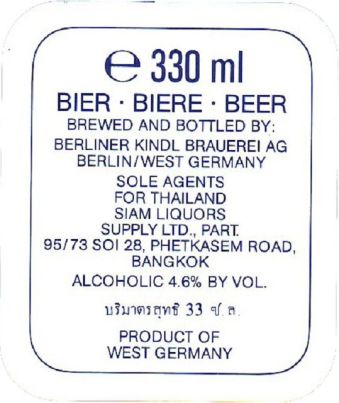 ℮ 330 ml
BIER · BIERE · BEER
BREWED AND BOTTLED BY:
BERLINER KINDL BRAUEREI AG
BERLIN/WEST GERMANY
SOLE AGENTS
FOR THAILAND
SIAM LIQUORS
SUPPLY LTD., PART.
95/73 SOI 28, PHETKASEM ROAD,
BANGKOK
ALCOHOLIC 4.6% BY VOL.
บริมาตรสุทธิ 33 ซ.ล.
PRODUCT OF
WEST GERMANY